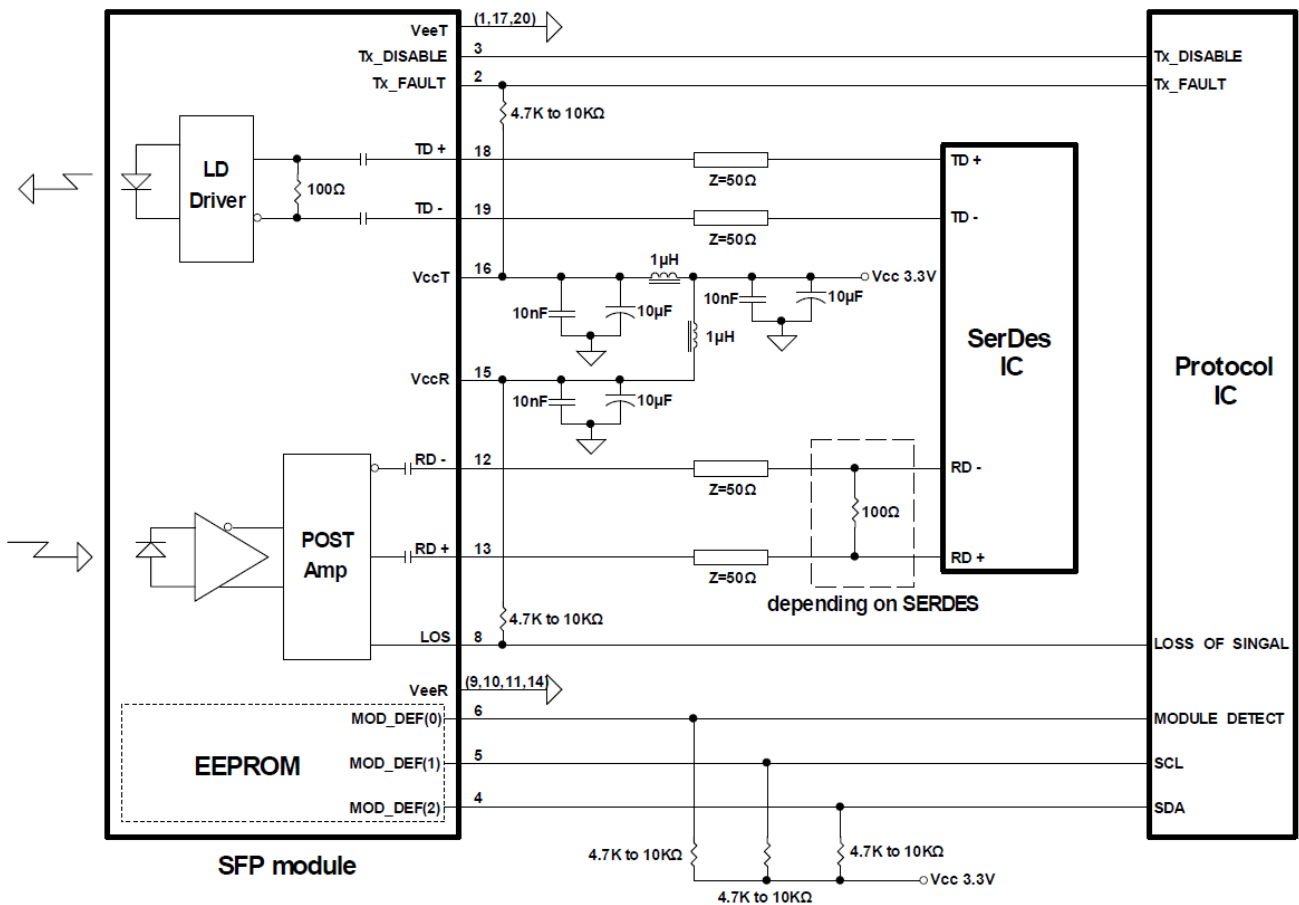 VeeT
(1,17,20)
Tx_DISABLE
3
Tx_DISABLE
Tx_FAULT
2
Tx_FAULT
4.7K to 10KΩ
LD
Driver
100Ω
TD +
18
Z=50Ω
TD +
TD -
19
Z=50Ω
TD -
VccT
16
1µH
Vcc 3.3V
10nF
10µF
10nF
10µF
1µH
SerDes
IC
Protocol
IC
VccR
15
10nF
10µF
RD -
12
Z=50Ω
RD -
100Ω
POST
Amp
RD +
13
Z=50Ω
RD +
depending on SERDES
4.7K to 10KΩ
LOS
8
LOSS OF SINGAL
VeeR
(9,10,11,14)
MOD_DEF(0)
6
MODULE DETECT
EEPROM
MOD_DEF(1)
5
SCL
MOD_DEF(2)
4
SDA
4.7K to 10KΩ
4.7K to 10KΩ
4.7K to 10KΩ
Vcc 3.3V
SFP module